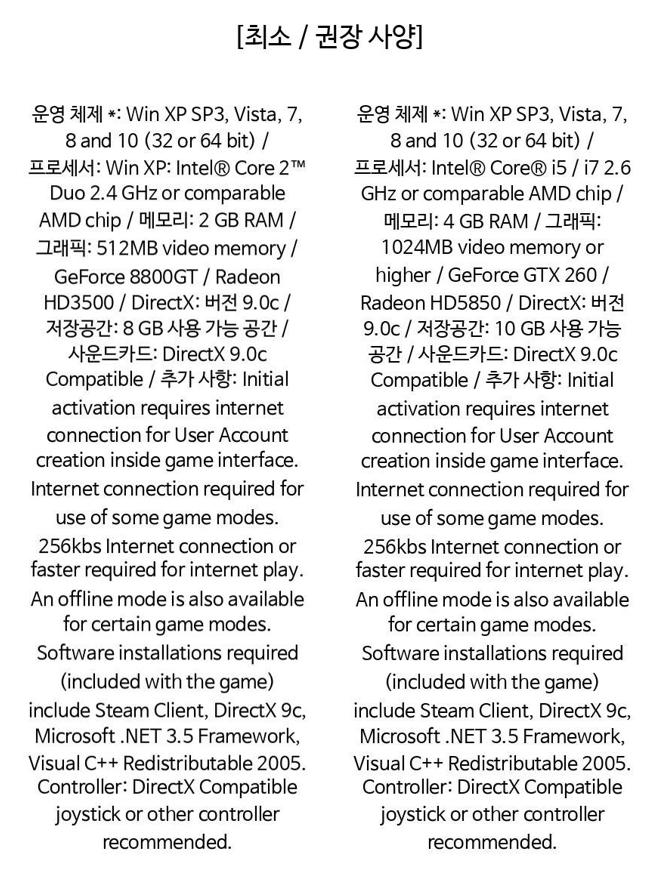 [최소 / 권장 사양]
운영 체제 *: Win XP SP3, Vista, 7,
8 and 10 (32 or 64 bit) /
프로세서: Win XP: Intel® Core 2™
Duo 2.4 GHz or comparable
AMD chip / 메모리: 2 GB RAM /
그래픽: 512MB video memory /
GeForce 8800GT / Radeon
HD3500 / DirectX: 버전 9.0c /
저장공간: 8 GB 사용 가능 공간 /
사운드카드: DirectX 9.0c
Compatible / 추가 사항: Initial
activation requires internet
connection for User Account
creation inside game interface.
Internet connection required for
use of some game modes.
256kbs Internet connection or
faster required for internet play.
An offline mode is also available
for certain game modes.
Software installations required
(included with the game)
include Steam Client, DirectX 9c,
Microsoft .NET 3.5 Framework,
Visual C++ Redistributable 2005.
Controller: DirectX Compatible
joystick or other controller
recommended.
운영 체제 *: Win XP SP3, Vista, 7,
8 and 10 (32 or 64 bit) /
프로세서: Intel® Core® i5 / i7 2.6
GHz or comparable AMD chip /
메모리: 4 GB RAM / 그래픽:
1024MB video memory or
higher / GeForce GTX 260 /
Radeon HD5850 / DirectX: 버전
9.0c / 저장공간: 10 GB 사용 가능
공간 / 사운드카드: DirectX 9.0c
Compatible / 추가 사항: Initial
activation requires internet
connection for User Account
creation inside game interface.
Internet connection required for
use of some game modes.
256kbs Internet connection or
faster required for internet play.
An offline mode is also available
for certain game modes.
Software installations required
(included with the game)
include Steam Client, DirectX 9c,
Microsoft .NET 3.5 Framework,
Visual C++ Redistributable 2005.
Controller: DirectX Compatible
joystick or other controller
recommended.